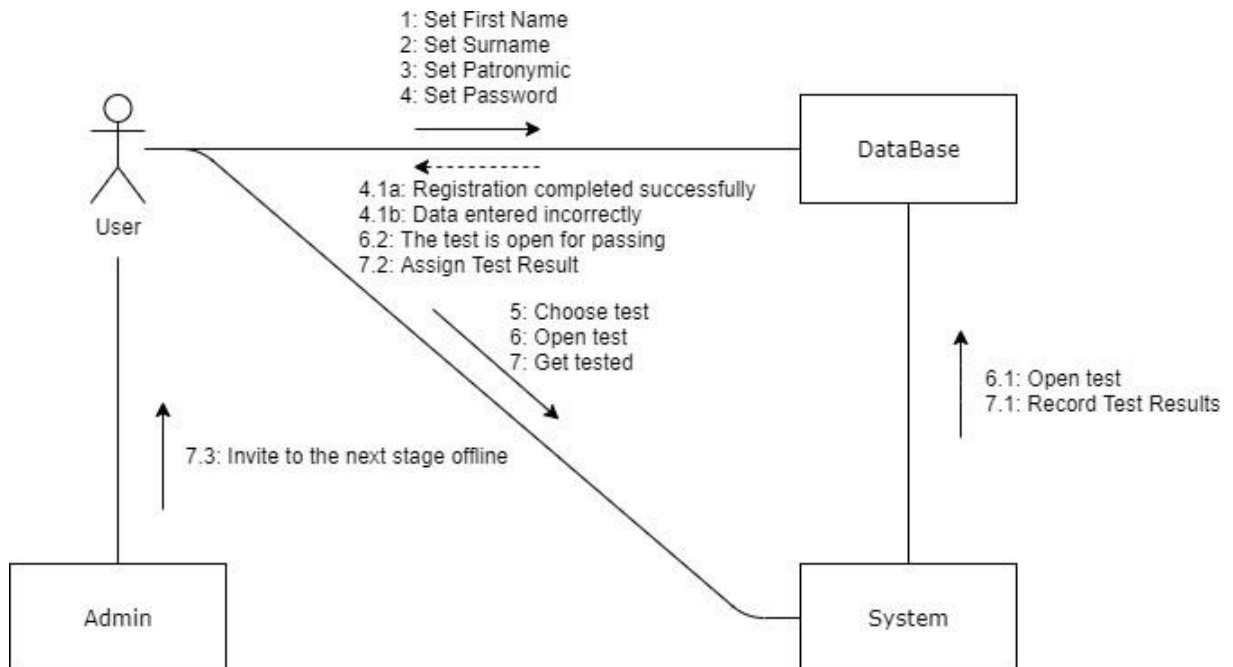 1: Set First Name
2: Set Surname
3: Set Patronymic
4: Set Password
DataBase
User
4.1a: Registration completed successfully
4.1b: Data entered incorrectly
6.2: The test is open for passing
7.2: Assign Test Result
5: Choose test
6: Open test
7: Get tested
6.1: Open test
7.1: Record Test Results
7.3: Invite to the next stage offline
Admin
System